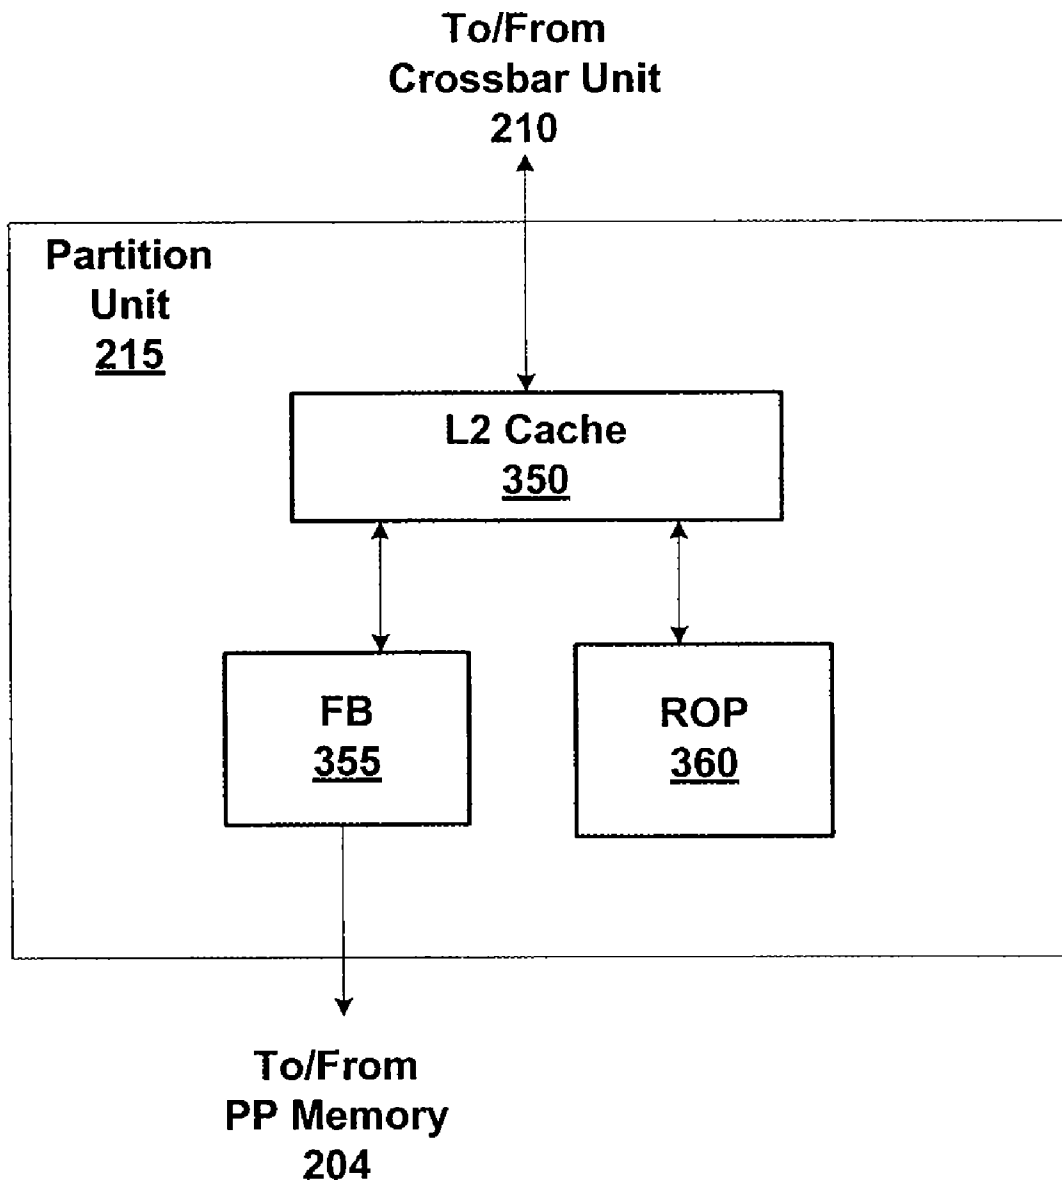 To/From
Crossbar Unit
210
Partition
Unit
215
L2 Cache
350
FB
355
ROP
360
To/From
PP Memory
204